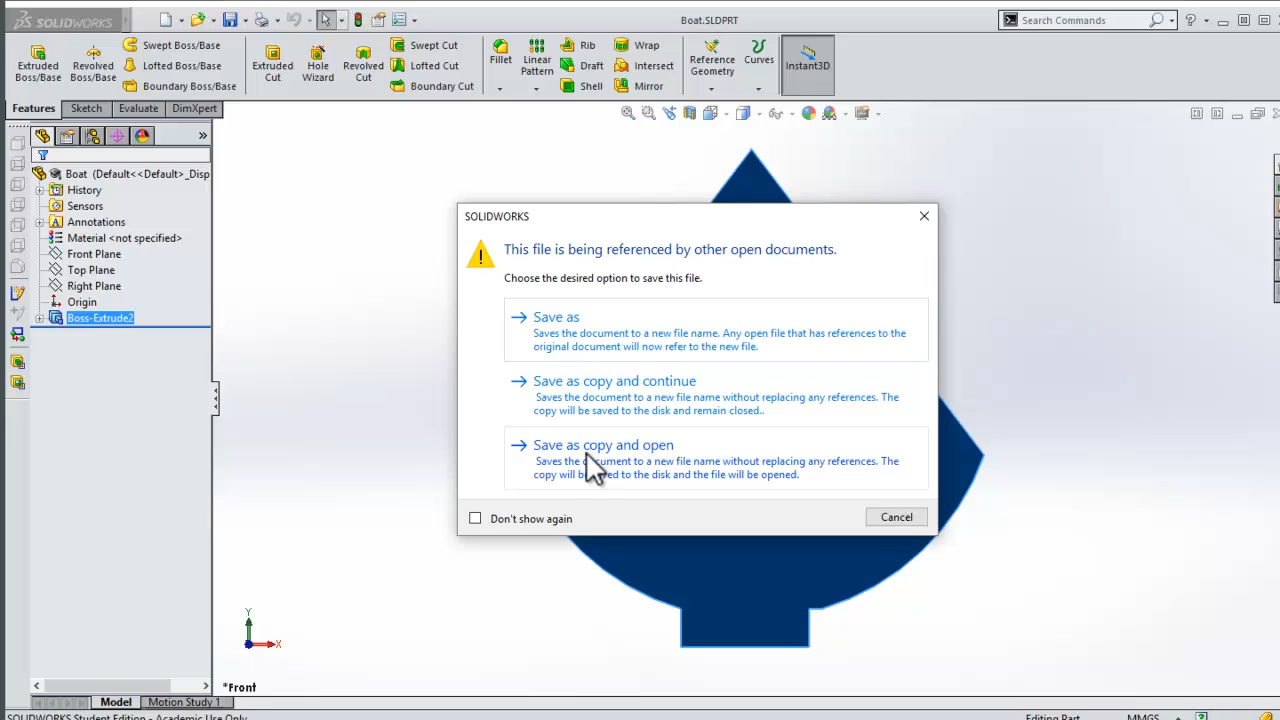 SOLIDWORKS
Boat.SLDPRT
Search Commands
Extruded Boss/Base
Revolved Boss/Base
Swept Boss/Base
Lofted Boss/Base
Boundary Boss/Base
Extruded Cut
Hole Wizard
Revolved Cut
Swept Cut
Lofted Cut
Boundary Cut
Fillet
Linear Pattern
Rib
Draft
Shell
Wrap
Intersect
Mirror
Reference Geometry
Curves
Instant3D
Features
Sketch
Evaluate
DimXpert
Boat (Default<<Default>_Disp
History
Sensors
Annotations
Material <not specified>
Front Plane
Top Plane
Right Plane
Origin
Boss-Extrude2
SOLIDWORKS
This file is being referenced by other open documents.
Choose the desired option to save this file.
Save as
Saves the document to a new file name. Any open file that has references to the
original document will now refer to the new file.
Save as copy and continue
Saves the document to a new file name without replacing any references. The
copy will be saved to the disk and remain closed..
Save as copy and open
Saves the document to a new file name without replacing any references. The
copy will be saved to the disk and the file will be opened.
Don't show again
Cancel
Y
X
*Front
Model
Motion Study 1
SOLIDWORKS Student Edition - Academic Use Only
Editing Part
MMGS